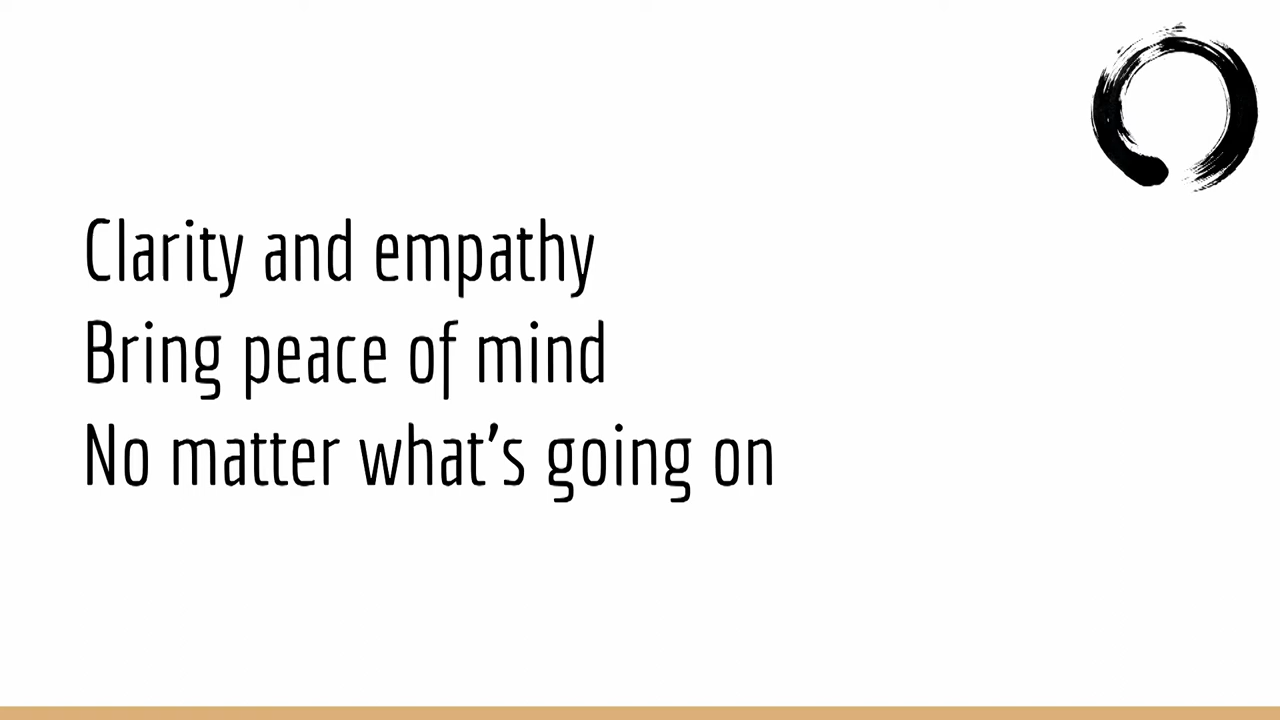 Clarity and empathy
Bring peace of mind
No matter what’s going on